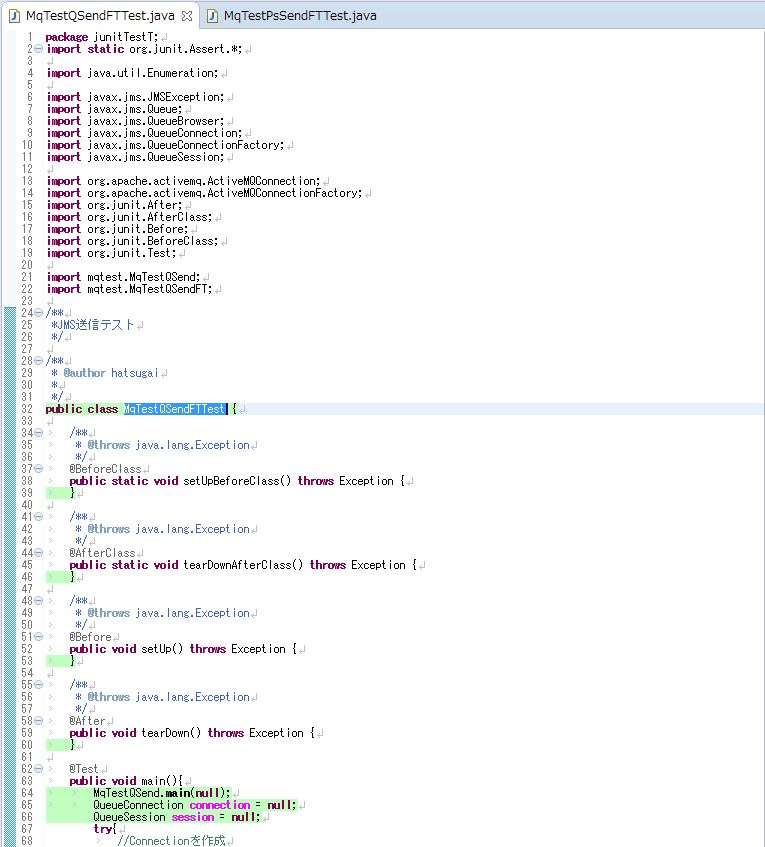 MqTestQSendFTTest.java
MqTestPsSendFTTest.java
1 package junitTestT;
2 import static org.junit.Assert.*;
3
4 import java.util.Enumeration;
5
6 import javax.jms.JMSException;
7 import javax.jms.Queue;
8 import javax.jms.QueueBrowser;
9 import javax.jms.QueueConnection;
10 import javax.jms.QueueConnectionFactory;
11 import javax.jms.QueueSession;
12
13 import org.apache.activemq.ActiveMQConnection;
14 import org.apache.activemq.ActiveMQConnectionFactory;
15 import org.junit.After;
16 import org.junit.AfterClass;
17 import org.junit.Before;
18 import org.junit.BeforeClass;
19 import org.junit.Test;
20
21 import mqtest.MqTestQSend;
22 import mqtest.MqTestQSendFT;
23
24 /**
25 *JMS送信テスト
26 */
27
28 /**
29 * @author hatsugai
30 *
31 */
32 public class MqTestQSendFTTest {
33
34 /**
35 * @throws java.lang.Exception
36 */
37 @BeforeClass
38 public static void setUpBeforeClass() throws Exception {
39 }
40
41 /**
42 * @throws java.lang.Exception
43 */
44 @AfterClass
45 public static void tearDownAfterClass() throws Exception {
46 }
47
48 /**
49 * @throws java.lang.Exception
50 */
51 @Before
52 public void setUp() throws Exception {
53 }
54
55 /**
56 * @throws java.lang.Exception
57 */
58 @After
59 public void tearDown() throws Exception {
60 }
61
62 @Test
63 public void main(){
64 MqTestQSend.main(null);
65 QueueConnection connection = null;
66 QueueSession session = null;
67 try{
68 //Connectionを作成